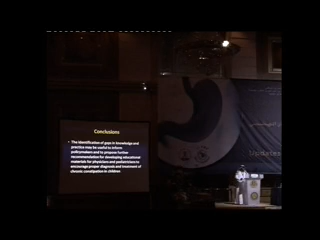 Conclusions
• The identification of gaps in knowledge and
practice may be useful to inform
policymakers and to propose further
recommendation for developing educational
materials for physicians and pediatricians to
encourage proper diagnosis and treatment of
chronic constipation in children
Updates